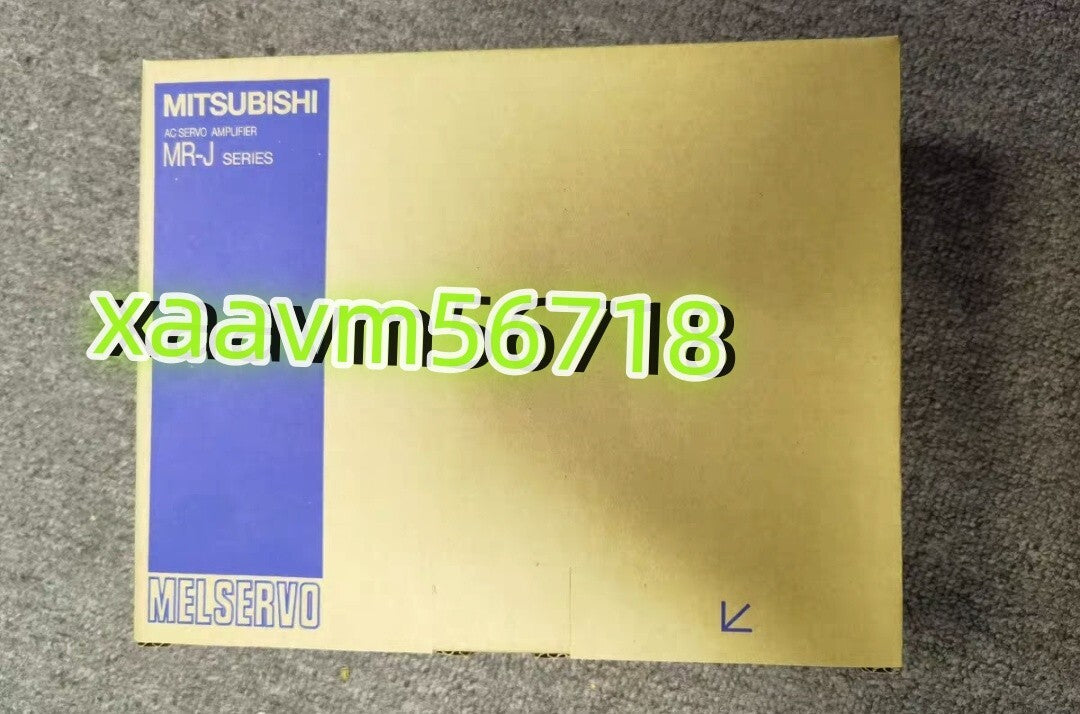 MITSUBISHI
AC SERVO AMPLIFIER
MR-J SERIES
xaavm56718
MELSERVO